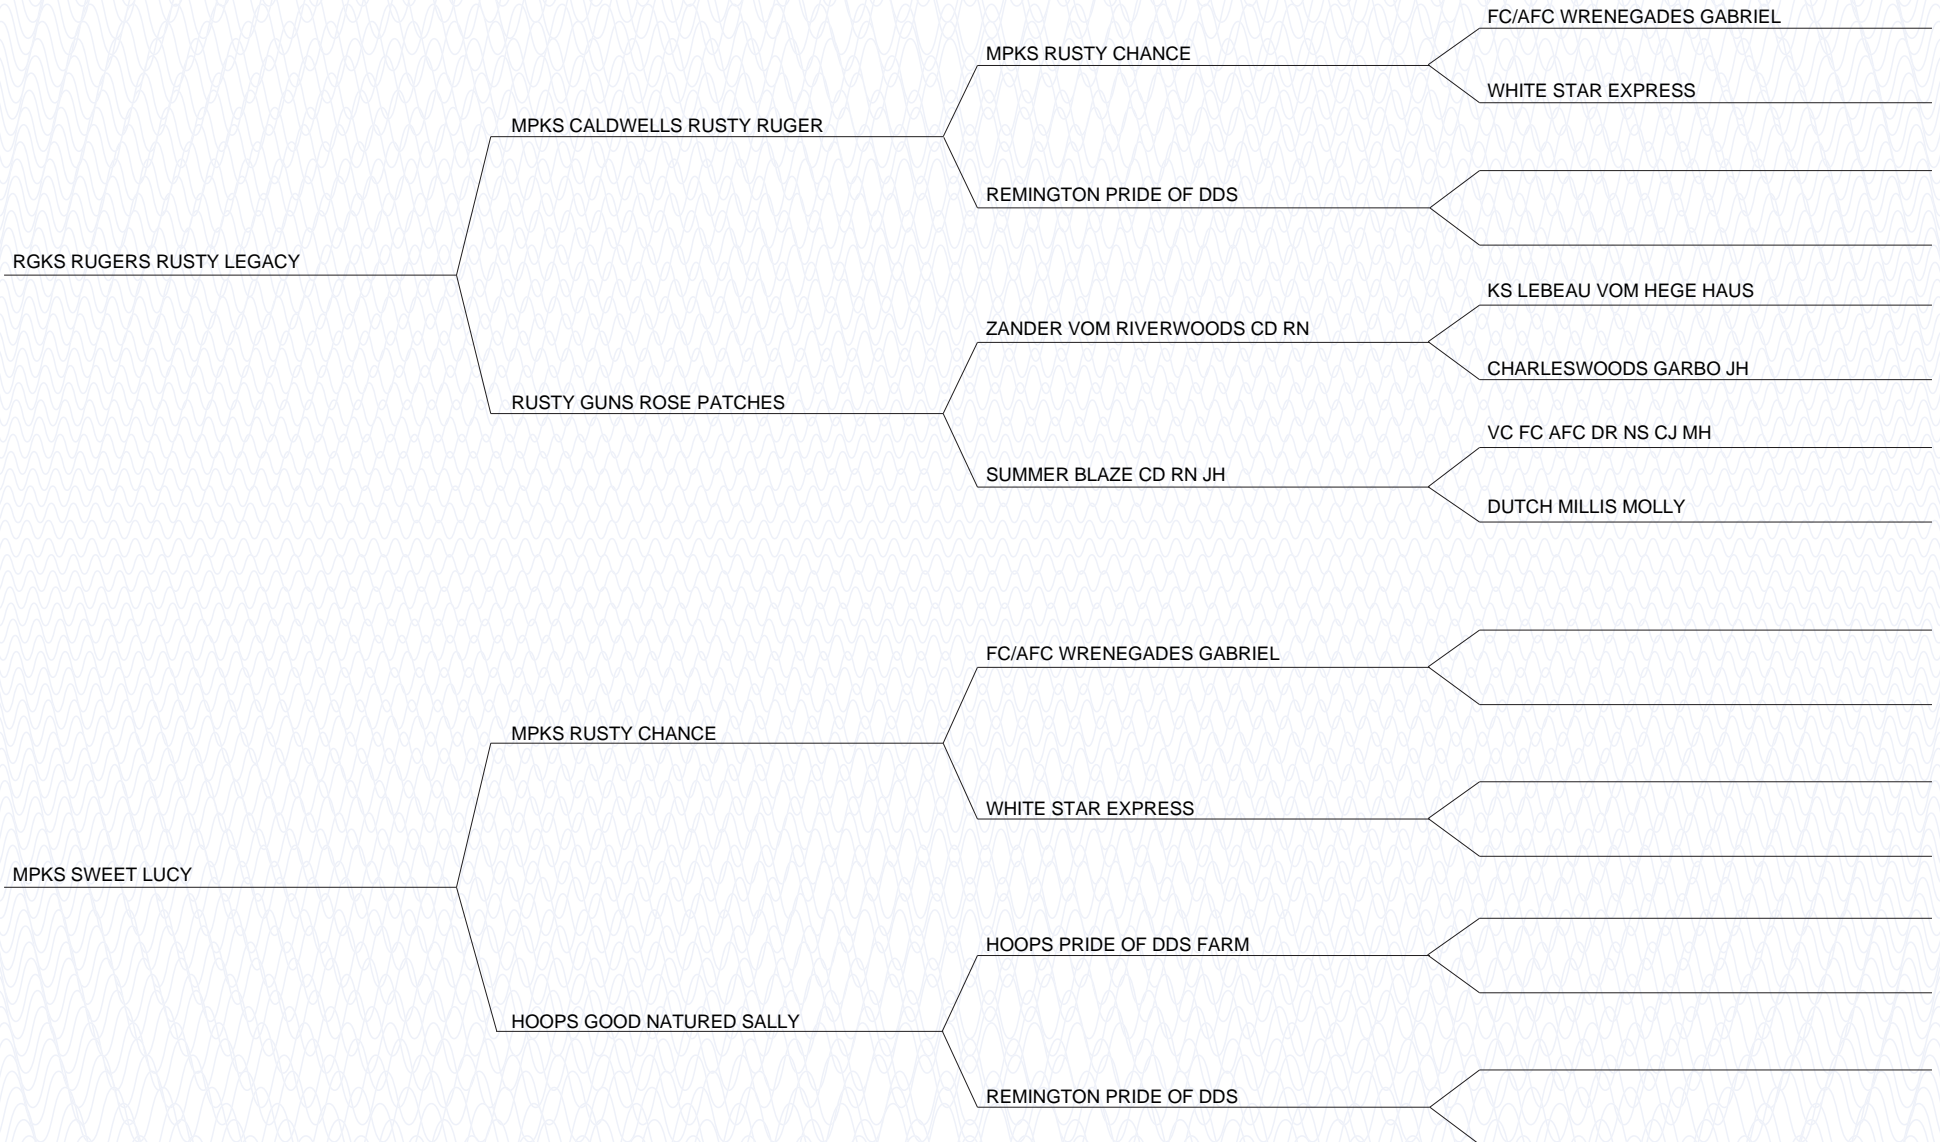 FC/AFC WRENEGADES GABRIEL
MPKS RUSTY CHANCE
WHITE STAR EXPRESS
MPKS CALDWELLS RUSTY RUGER
REMINGTON PRIDE OF DDS
RGKS RUGERS RUSTY LEGACY
KS LEBEAU VOM HEGE HAUS
ZANDER VOM RIVERWOODS CD RN
CHARLESWOODS GARBO JH
RUSTY GUNS ROSE PATCHES
VC FC AFC DR NS CJ MH
SUMMER BLAZE CD RN JH
DUTCH MILLIS MOLLY
FC/AFC WRENEGADES GABRIEL
MPKS RUSTY CHANCE
WHITE STAR EXPRESS
MPKS SWEET LUCY
HOOPS PRIDE OF DDS FARM
HOOPS GOOD NATURED SALLY
REMINGTON PRIDE OF DDS